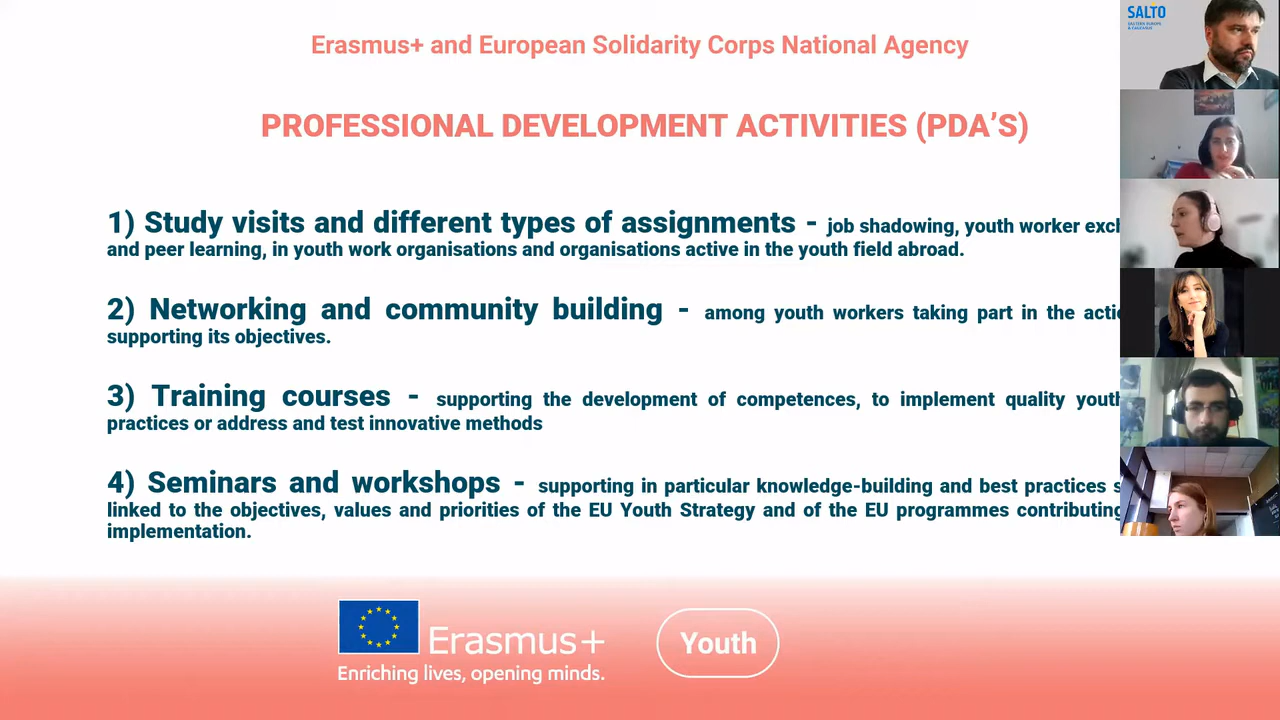 Erasmus+ and European Solidarity Corps National Agency
PROFESSIONAL DEVELOPMENT ACTIVITIES (PDA'S)
1) Study visits and different types of assignments - job shadowing, youth worker
and peer learning, in youth work organisations and organisations active in the youth field abroad.
2) Networking and community building - among youth workers taking part in the
supporting its objectives.
3) Training courses - supporting the development of competences, to implement quality youth
practices or address and test innovative methods
4) Seminars and workshops - supporting in particular knowledge-building and best practices
linked to the objectives, values and priorities of the EU Youth Strategy and of the EU programmes contributing
implementation.
Erasmus+
Enriching lives, opening minds.
Youth
SALTO
EASTERN EUROPE
& CAUCASUS